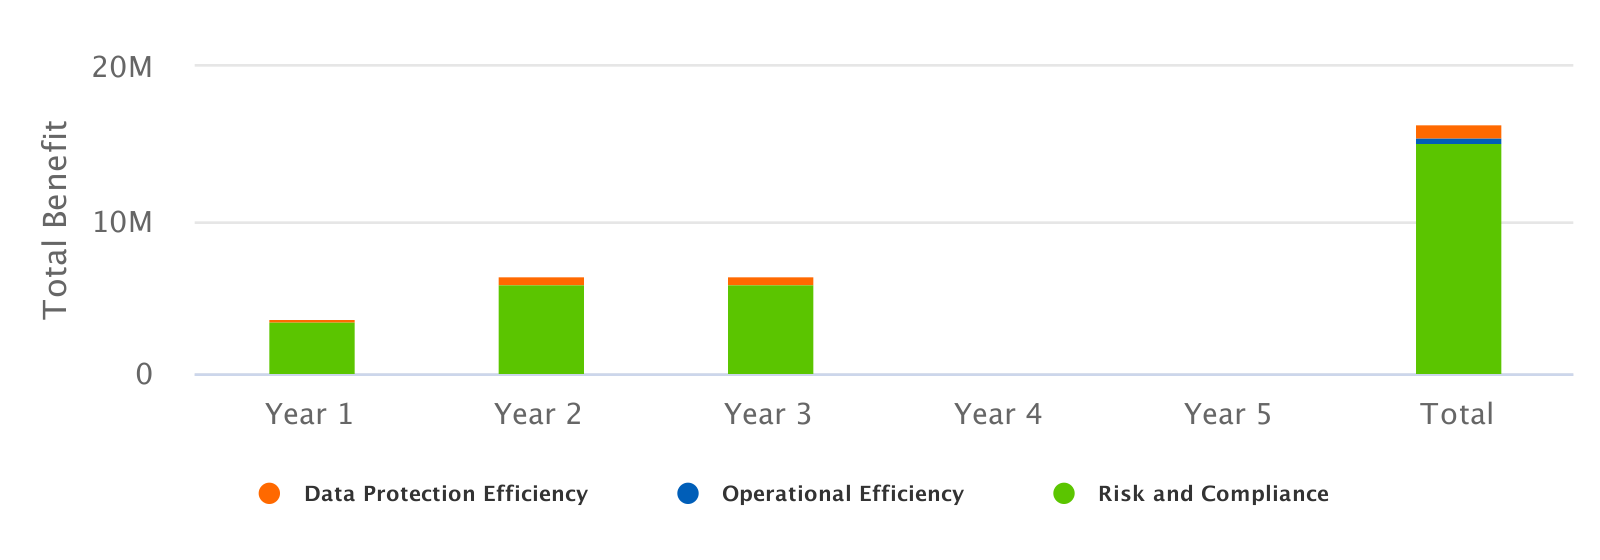 20M
10M
0
Total Benefit
Year 1 Year 2 Year 3 Year 4 Year 5 Total
Data Protection Efficiency Operational Efficiency Risk and Compliance